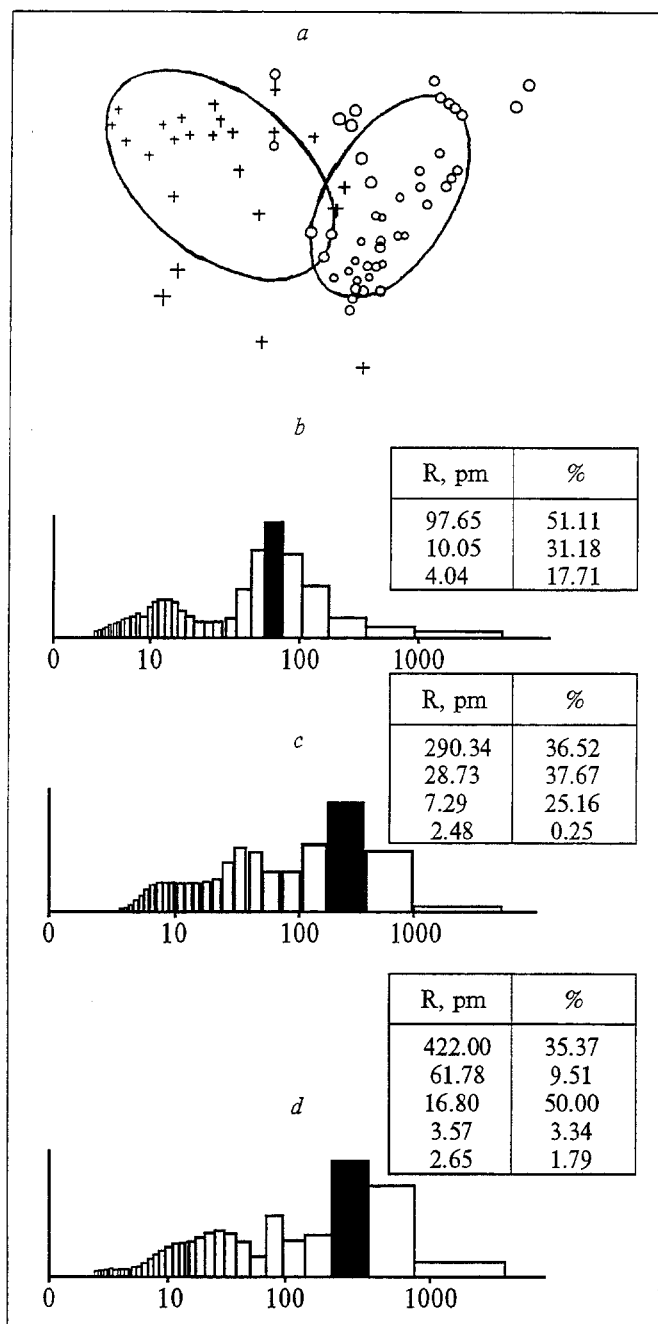 a
b
R, pm %
97.65 51.11
10.05 31.18
4.04 17.71
0 10 100 1000
c
R, pm %
290.34 36.52
28.73 37.67
7.29 25.16
2.48 0.25
0 10 100 1000
d
R, pm %
422.00 35.37
61.78 9.51
16.80 50.00
3.57 3.34
2.65 1.79
0 10 100 1000